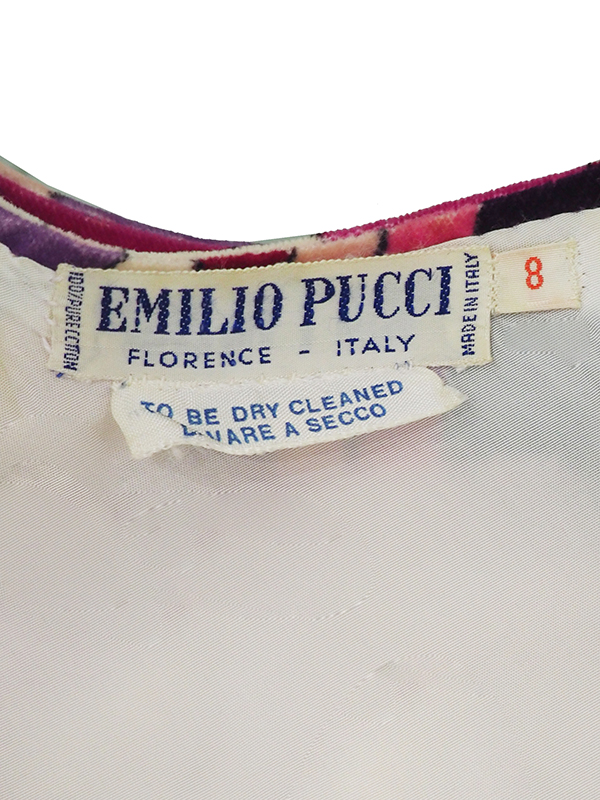 100% PURE COTTON
EMILIO PUCCI
FLORENCE - ITALY
MADE IN ITALY
8
TO BE DRY CLEANED
A SECCO